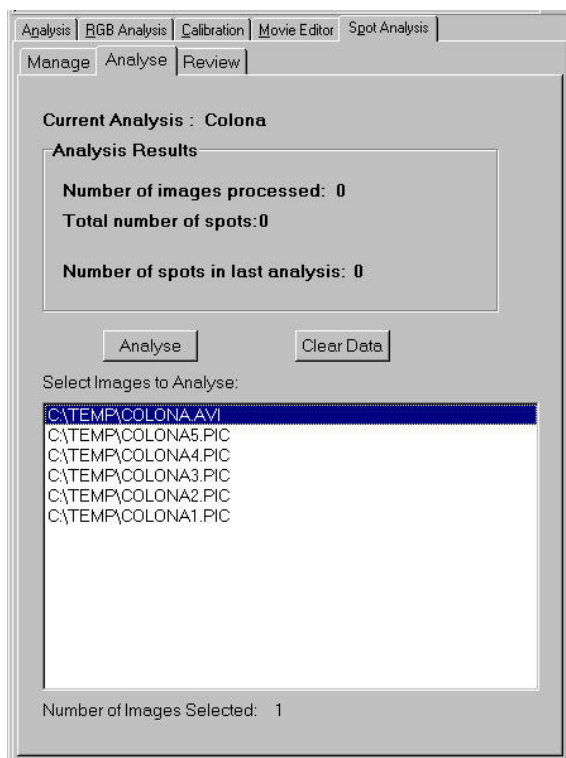 Analysis RGB Analysis Calibration Movie Editor Spot Analysis
Manage Analyse Review
Current Analysis : Colona
Analysis Results
Number of images processed: 0
Total number of spots:0
Number of spots in last analysis: 0
Analyse Clear Data
Select Images to Analyse:
C:\TEMP\COLONA.AVI
C:\TEMP\COLONA5.PIC
C:\TEMP\COLONA4.PIC
C:\TEMP\COLONA3.PIC
C:\TEMP\COLONA2.PIC
C:\TEMP\COLONA1.PIC
Number of Images Selected: 1